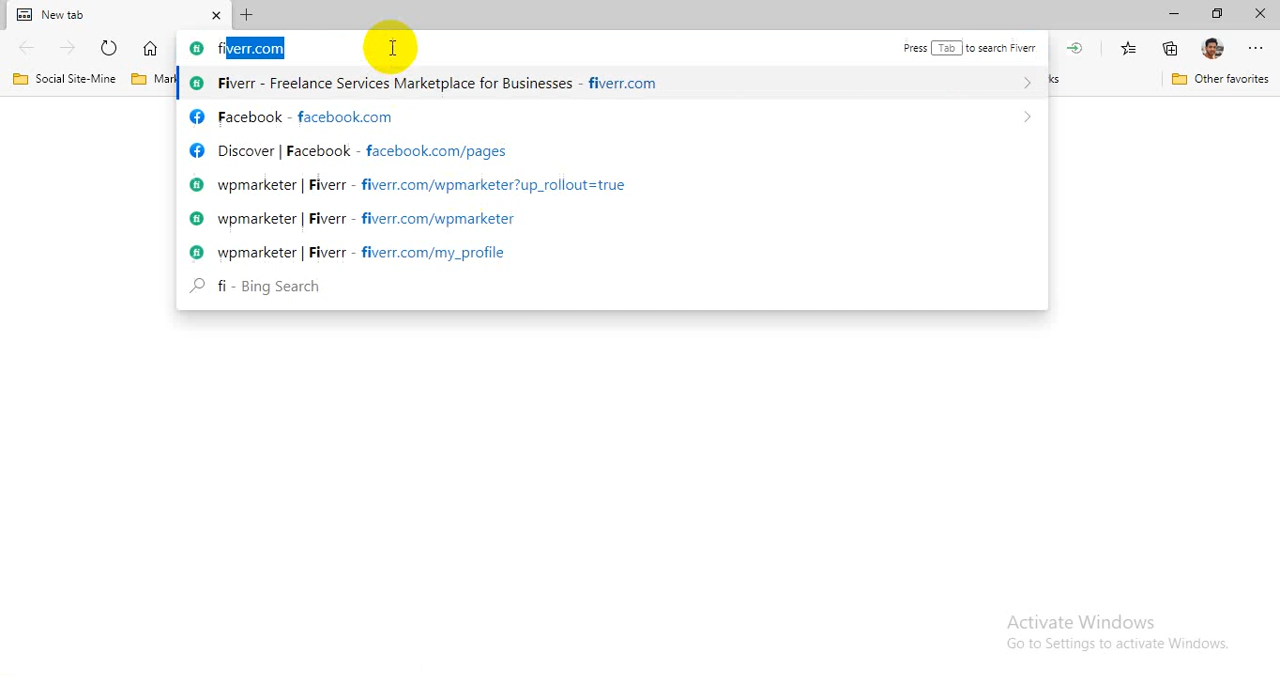 New tab
fiverr.com
Press Tab to search Fiverr
Social Site-Mine
Mark
ks
Other favorites
Fiverr - Freelance Services Marketplace for Businesses - fiverr.com
Facebook - facebook.com
Discover | Facebook - facebook.com/pages
wpmarketer | Fiverr - fiverr.com/wpmarketer?up_rollout=true
wpmarketer | Fiverr - fiverr.com/wpmarketer
wpmarketer | Fiverr - fiverr.com/my_profile
fi - Bing Search
Activate Windows
Go to Settings to activate Windows.